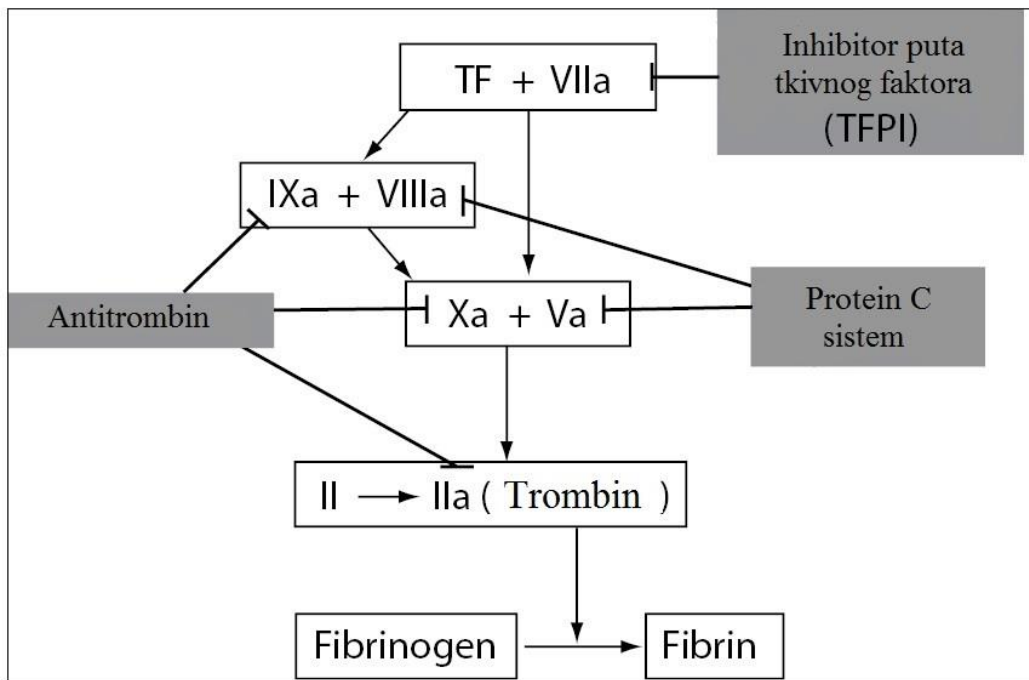 TF + VIIa
Inhibitor puta
tkivnog faktora
(TFPI)
IXa + VIIIa
Antitrombin
Xa + Va
Protein C
sistem
II IIa ( Trombin )
Fibrinogen
Fibrin